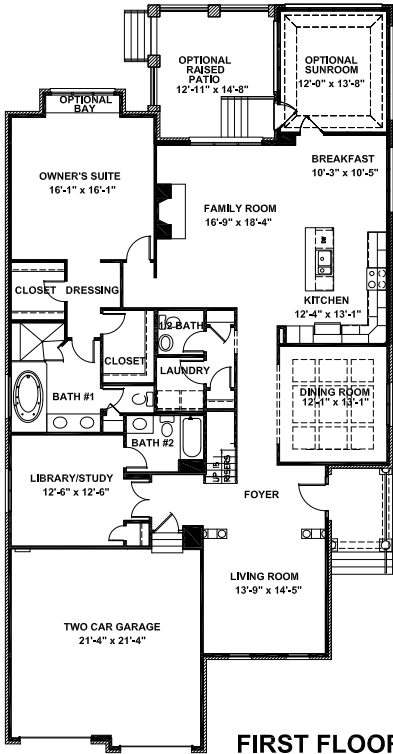 OPTIONAL
RAISED
PATIO
12'-11" x 14'-8"
OPTIONAL
SUNROOM
12'-0" x 13'-8"
OPTIONAL
BAY
OWNER'S SUITE
16'-1" x 16'-1"
BREAKFAST
10'-3" x 10'-5"
FAMILY ROOM
16'-9" x 18'-4"
CLOSET
DRESSING
KITCHEN
12'-4" x 13'-1"
1/2 BATH
CLOSET
LAUNDRY
BATH #1
DINING ROOM
12'-1" x 13'-1"
BATH #2
LIBRARY/STUDY
12'-6" x 12'-6"
UP
RISERS
FOYER
LIVING ROOM
13'-9" x 14'-5"
TWO CAR GARAGE
21'-4" x 21'-4"
FIRST FLOOR